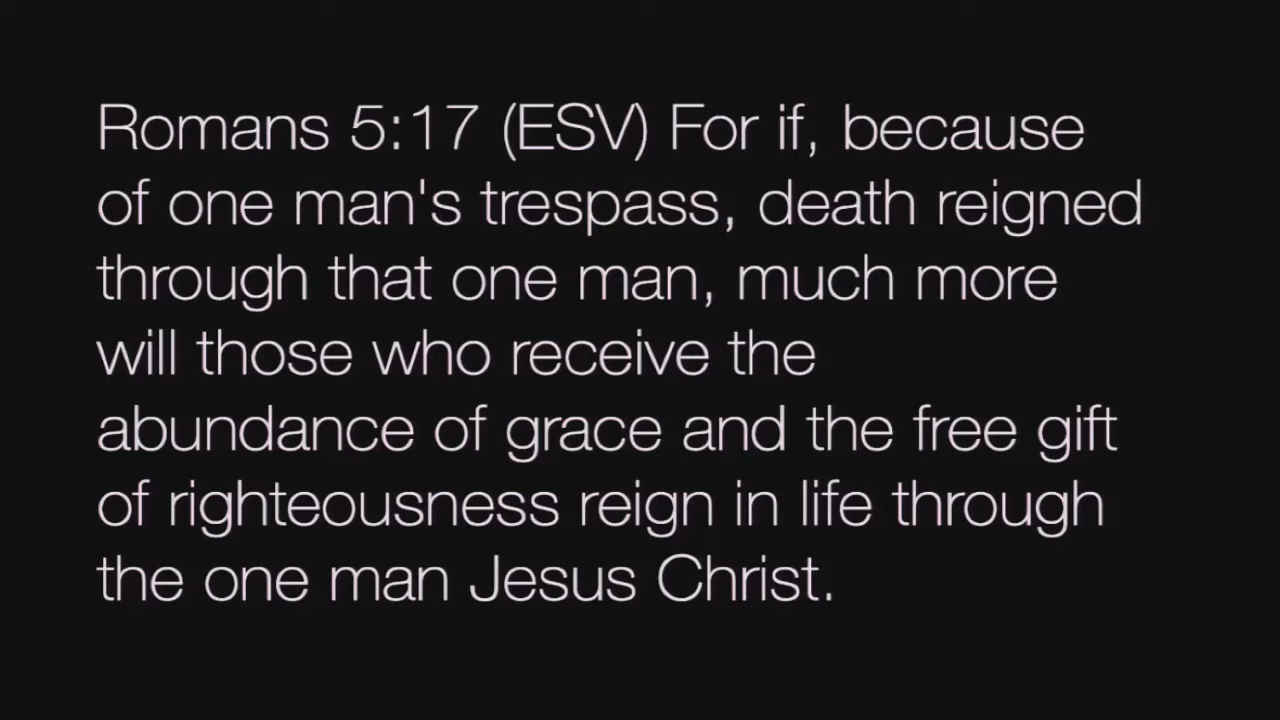 Romans 5:17 (ESV) For if, because
of one man's trespass, death reigned
through that one man, much more
will those who receive the
abundance of grace and the free gift
of righteousness reign in life through
the one man Jesus Christ.